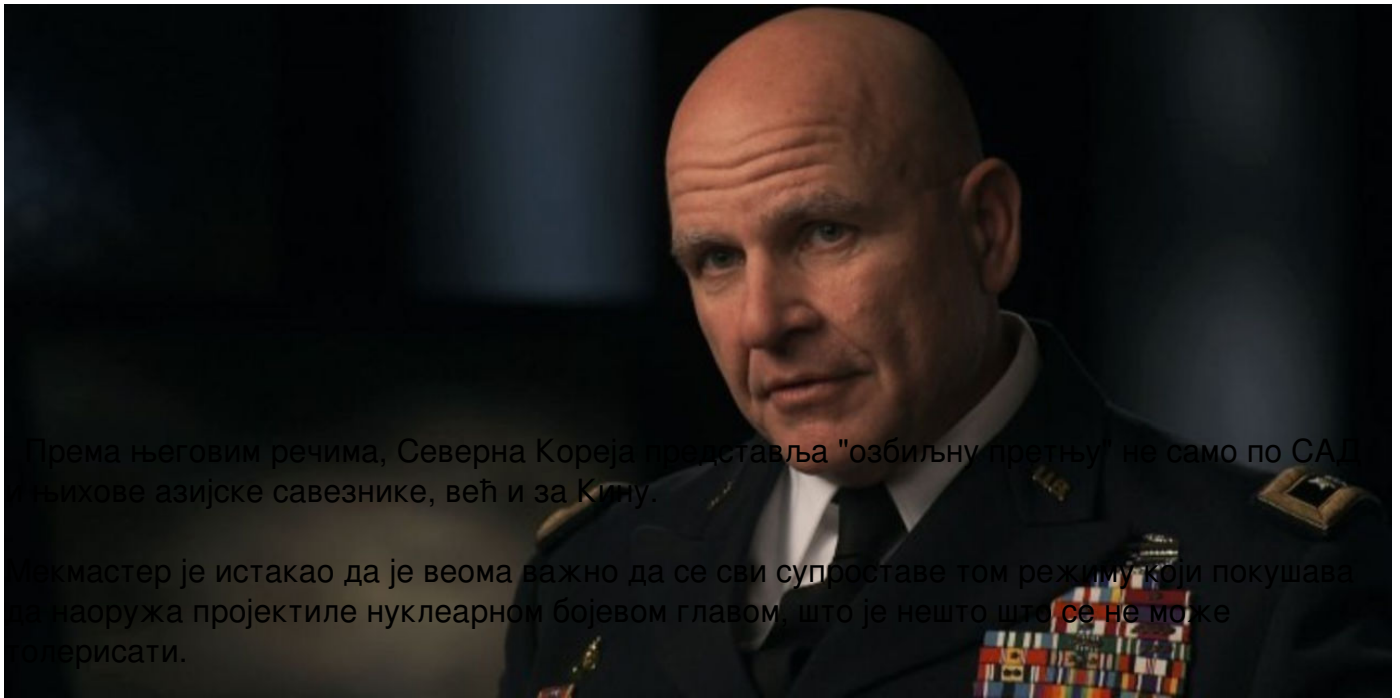 Према његовим речима, Северна Кореја представља "озбиљну претњу" не само по САД
и њихове азијске савезнике, већ и за Кину.
Мекмастер је истакао да је веома важно да се сви супроставе том режиму који покушава
да наоружа пројектиле нуклеарном бојевом главом, што је нешто што се не може
толерисати.